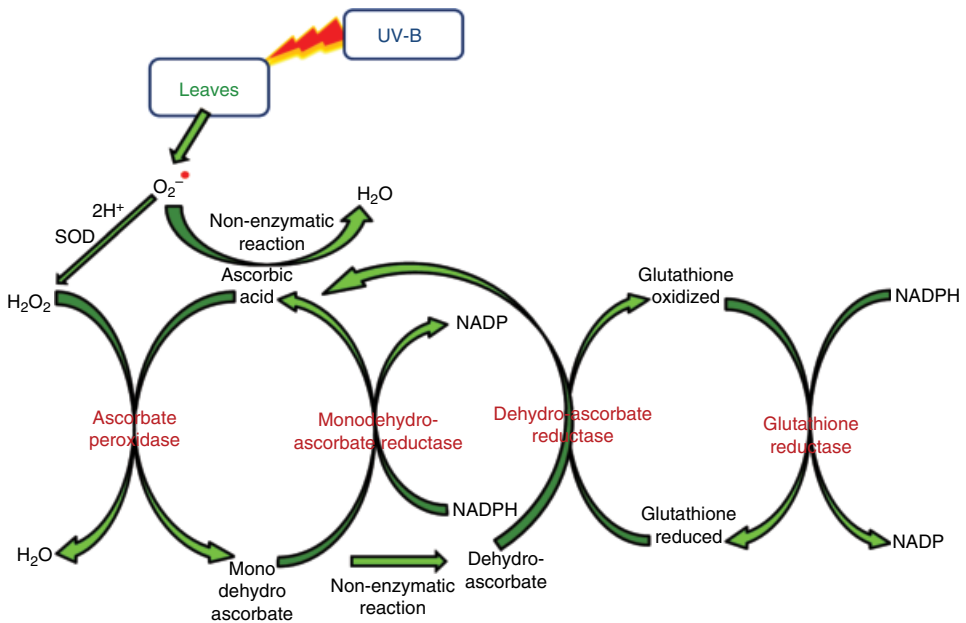 UV-B
Leaves
O₂⁻•
2H⁺
SOD
H₂O
Non-enzymatic
reaction
Ascorbic
acid
H₂O₂
Glutathione
oxidized
NADPH
NADP
Ascorbate
peroxidase
Monodehydro-
ascorbate reductase
Dehydro-ascorbate
reductase
Glutathione
reductase
NADPH
Glutathione
reduced
NADP
H₂O
Mono
dehydro
ascorbate
Non-enzymatic
reaction
Dehydro-
ascorbate